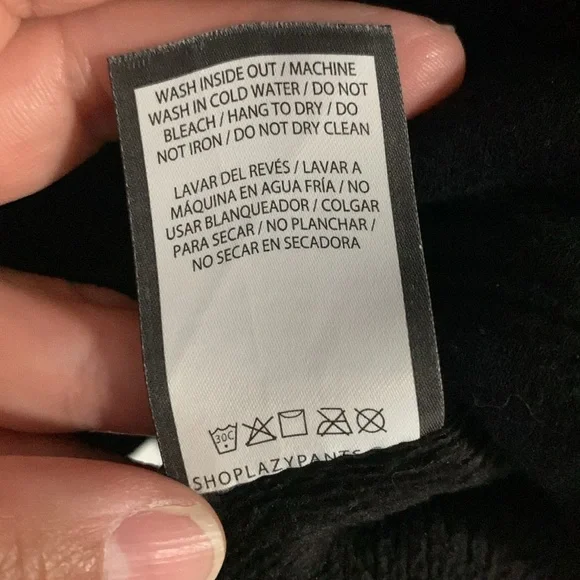 WASH INSIDE OUT / MACHINE
WASH IN COLD WATER / DO NOT
BLEACH / HANG TO DRY / DO
NOT IRON / DO NOT DRY CLEAN
LAVAR DEL REVÉS / LAVAR A
MÁQUINA EN AGUA FRÍA / NO
USAR BLANQUEADOR / COLGAR
PARA SECAR / NO PLANCHAR /
NO SECAR EN SECADORA
30C
SHOPLAZYPANTS